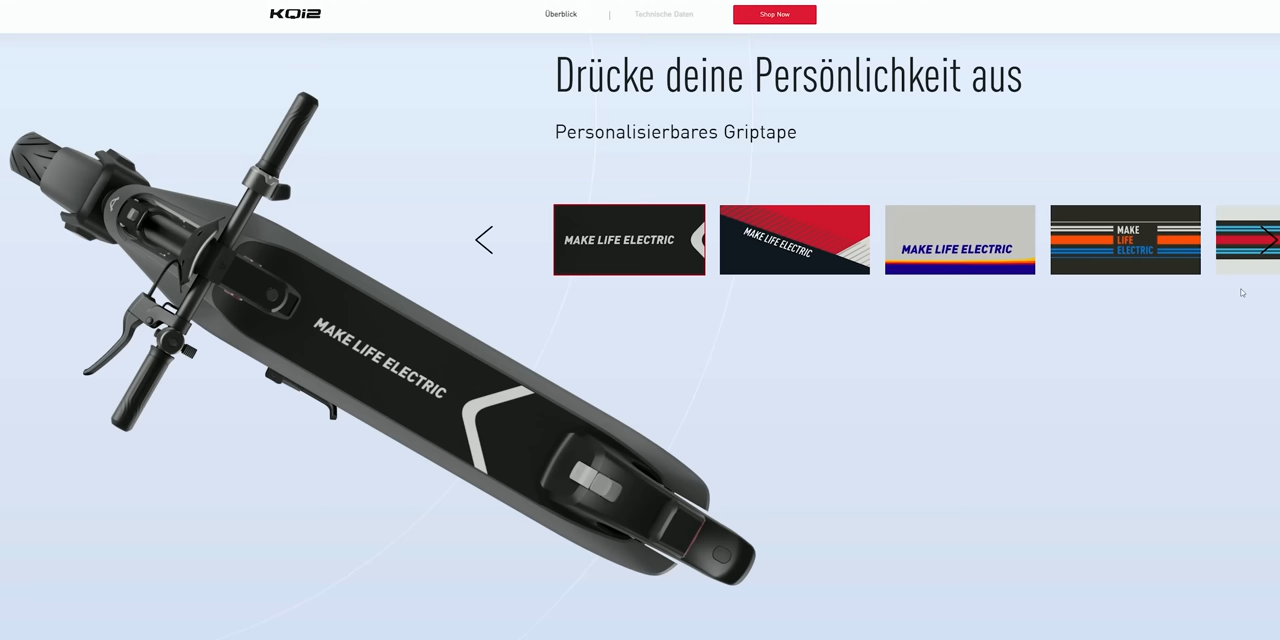 KQi2
Überblick
Technische Daten
Shop Now
Drücke deine Persönlichkeit aus
Personalisierbares Griptape
MAKE LIFE ELECTRIC
MAKE LIFE ELECTRIC
MAKE LIFE ELECTRIC
MAKE
LIFE
ELECTRIC
MAKE LIFE ELECTRIC